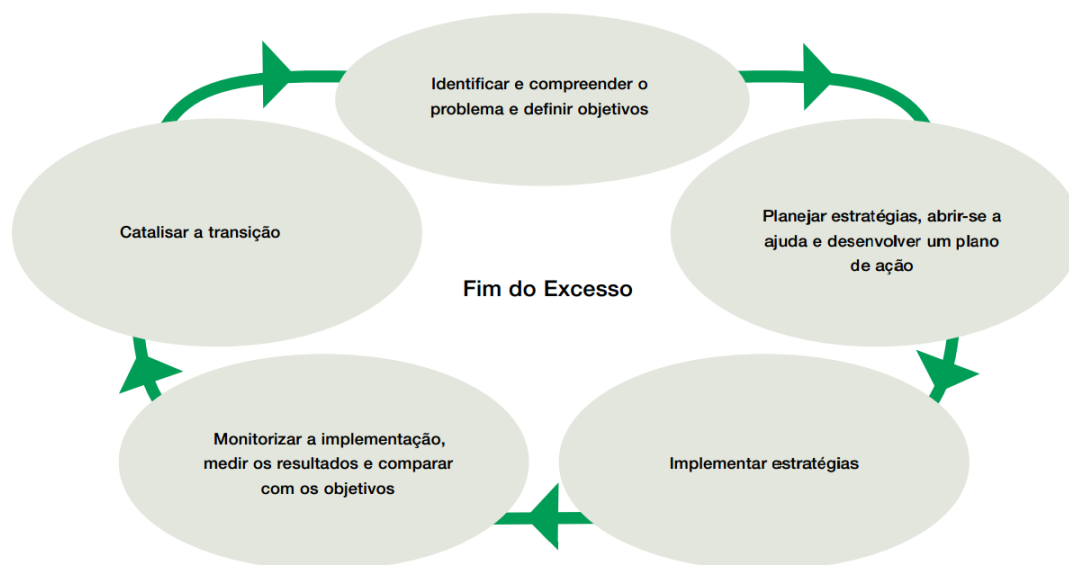 Identificar e compreender o
problema e definir objetivos
Planejar estratégias, abrir-se a
ajuda e desenvolver um plano
de ação
Implementar estratégias
Monitorizar a implementação,
medir os resultados e comparar
com os objetivos
Catalisar a transição
Fim do Excesso